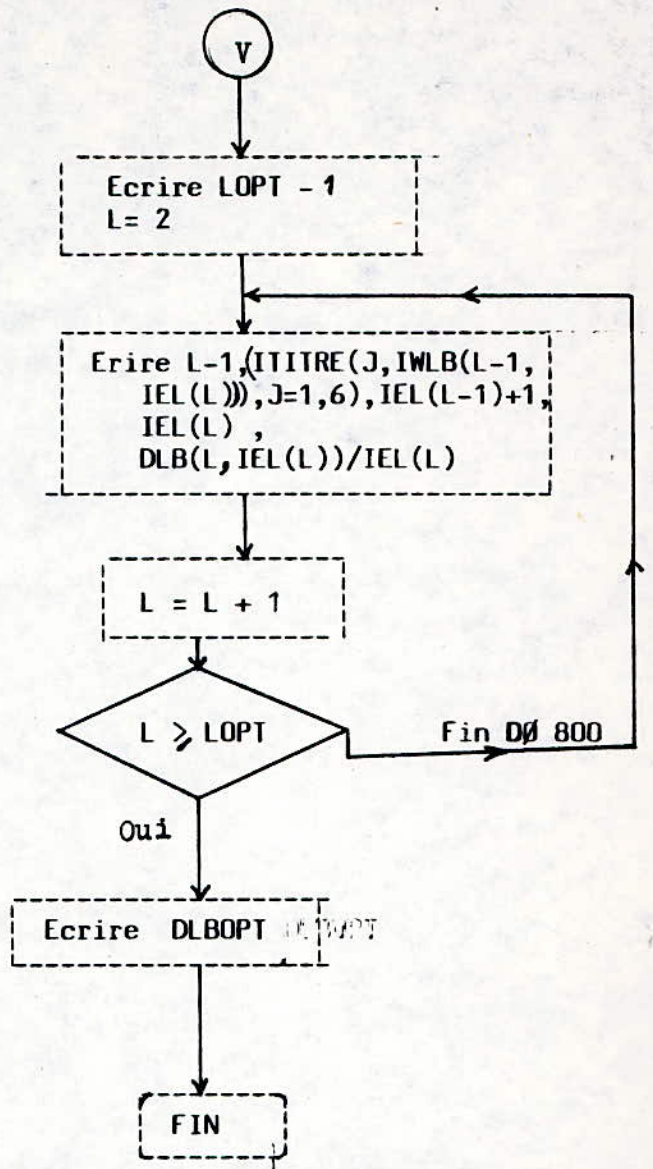 V
Ecrire LOPT - 1
L= 2
Erire L-1,(ITITRE(J,IWLB(L-1,
IEL(L))),J=1,6),IEL(L-1)+1,
IEL(L) ,
DLB(L,IEL(L))/IEL(L)
L = L + 1
L ⩾ LOPT
Fin DØ 800
Oui
Ecrire DLBOPT
FIN